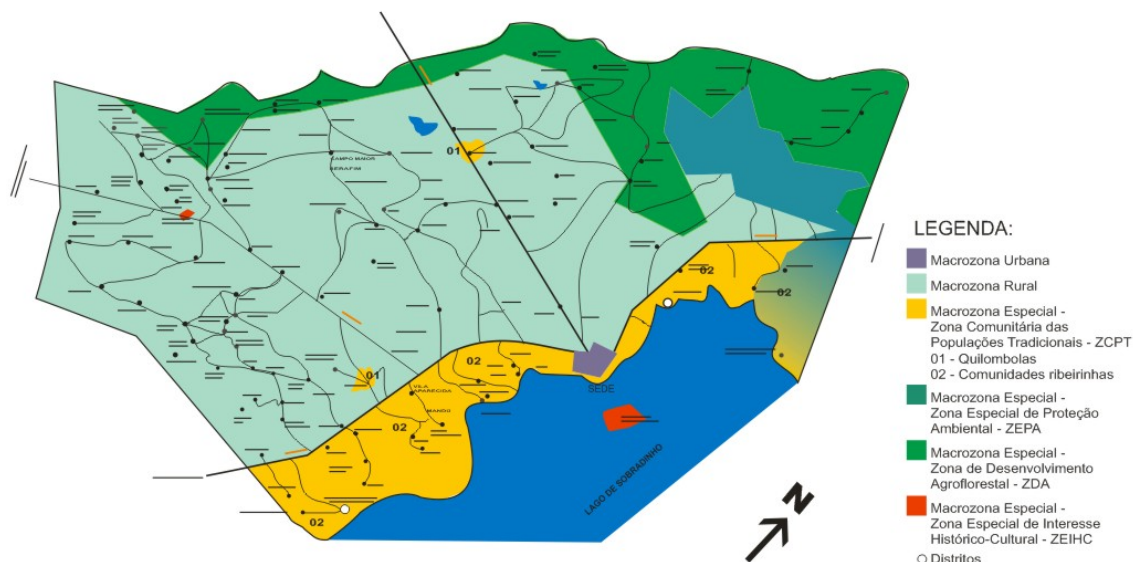 01
CAMPO MAIOR
SERAFIM
02
02
02
01
VILA
APARECIDA
MANDU
02
SEDE
LAGO DE SOBRADINHO
02
N
LEGENDA:
Macrozona Urbana
Macrozona Rural
Macrozona Especial -
Zona Comunitária das
Populações Tradicionais - ZCPT
01 - Quilombolas
02 - Comunidades ribeirinhas
Macrozona Especial -
Zona Especial de Proteção
Ambiental - ZEPA
Macrozona Especial -
Zona de Desenvolvimento
Agroflorestal - ZDA
Macrozona Especial -
Zona Especial de Interesse
Histórico-Cultural - ZEIHC
Distritos